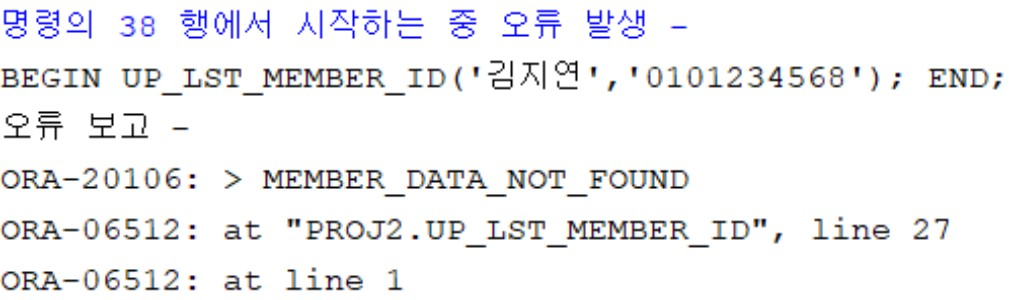 명령의 38 행에서 시작하는 중 오류 발생 -
BEGIN UP_LST_MEMBER_ID('김지연','0101234568'); END;
오류 보고 -
ORA-20106: > MEMBER_DATA_NOT_FOUND
ORA-06512: at "PROJ2.UP_LST_MEMBER_ID", line 27
ORA-06512: at line 1